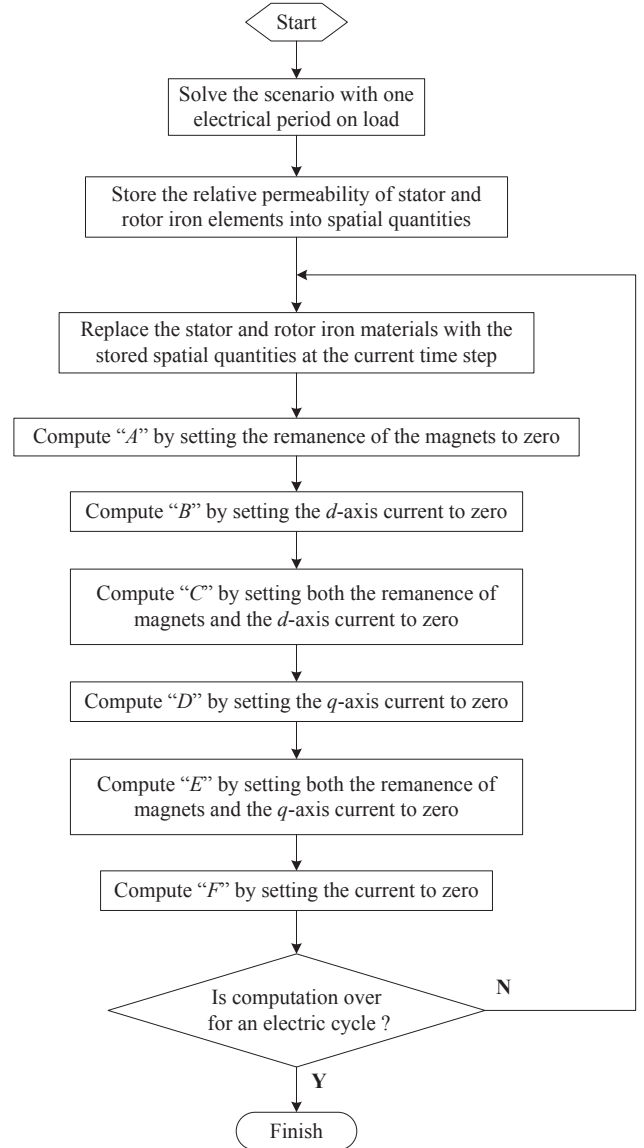 Start
Solve the scenario with one
electrical period on load
Store the relative permeability of stator and
rotor iron elements into spatial quantities
Replace the stator and rotor iron materials with the
stored spatial quantities at the current time step
Compute “A” by setting the remanence of the magnets to zero
Compute “B” by setting the d-axis current to zero
Compute “C” by setting both the remanence of
magnets and the d-axis current to zero
Compute “D” by setting the q-axis current to zero
Compute “E” by setting both the remanence of
magnets and the q-axis current to zero
Compute “F” by setting the current to zero
Is computation over
for an electric cycle ?
N
Y
Finish